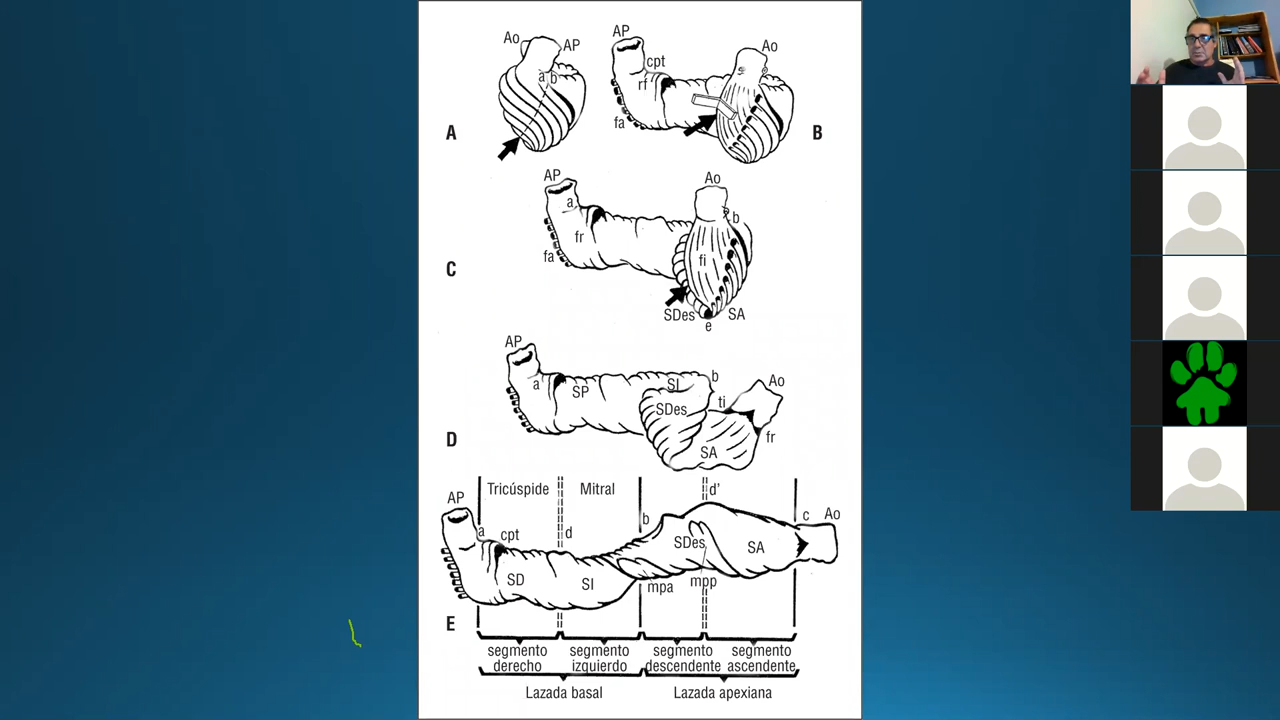 Ao
AP
a b
A
AP
cpt
rf
fa
Ao
B
AP
a
fr
fa
Ao
b
fi
C
SDes
SA
e
AP
a
SP
SI
b
SDes
ti
Ao
fr
SA
D
Tricúspide
Mitral
d'
AP
a
cpt
d
b
c
Ao
SDes
SA
SD
SI
mpa
mpp
E
segmento
derecho
segmento
izquierdo
segmento
descendente
segmento
ascendente
Lazada basal
Lazada apexiana